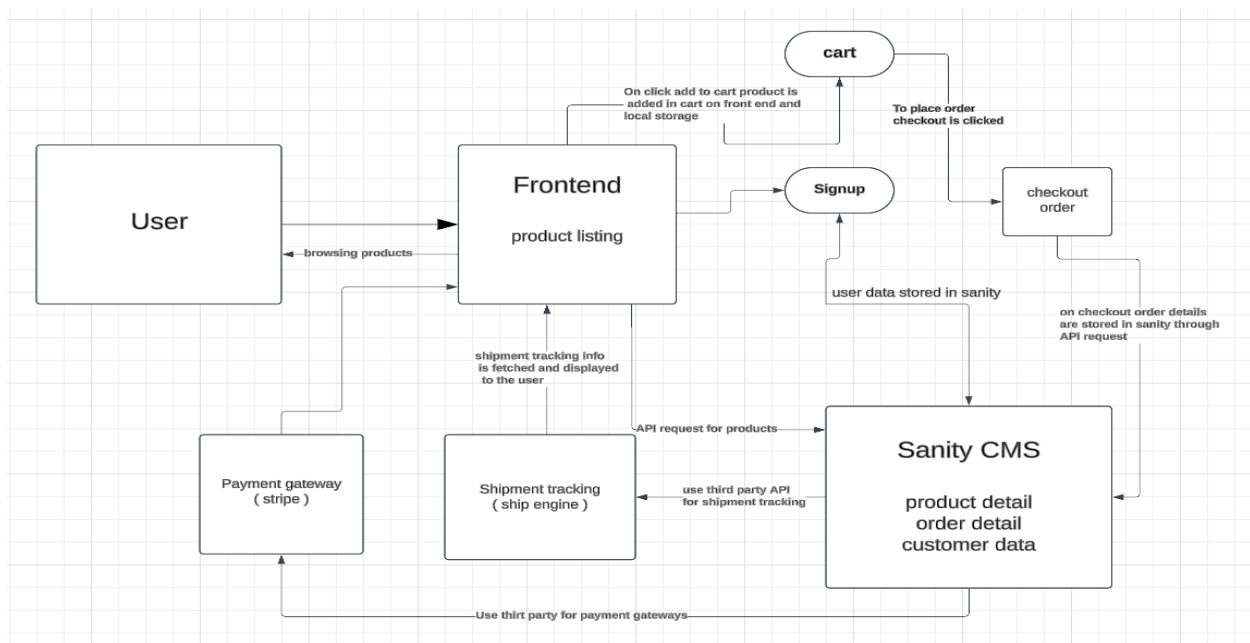 cart
On click add to cart product is
added in cart on front end and
local storage
To place order
checkout is clicked
User
Frontend
product listing
Signup
checkout
order
browsing products
user data stored in sanity
on checkout order details
are stored in sanity through
API request
shipment tracking info
is fetched and displayed
to the user
API request for products
Sanity CMS
product detail
order detail
customer data
Payment gateway
( stripe )
Shipment tracking
( ship engine )
use third party API
for shipment tracking
Use thirt party for payment gateways